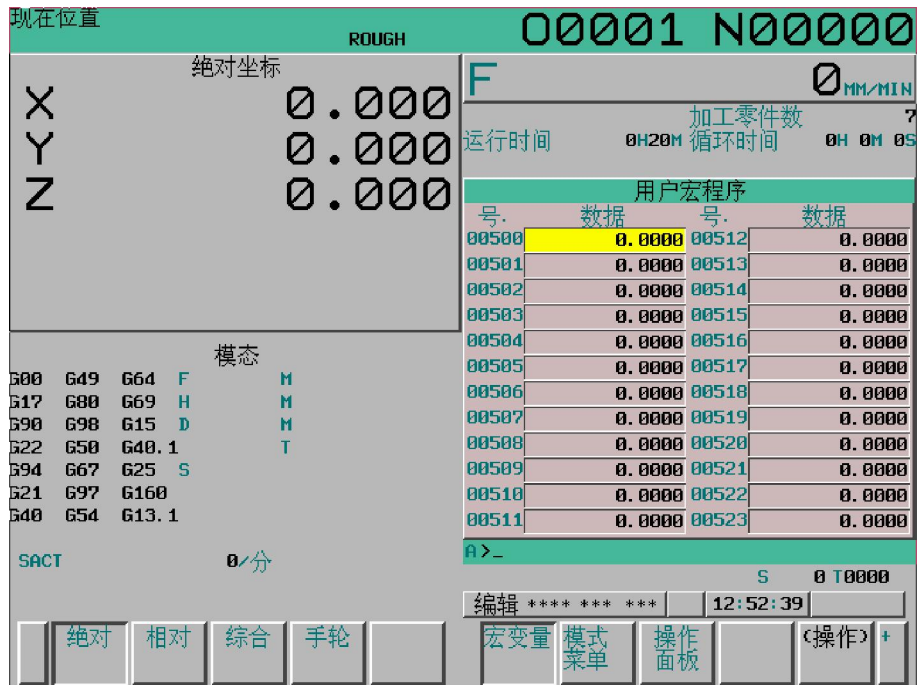 现在位置
ROUGH
O0001 N00000
绝对坐标
X 0.000
Y 0.000
Z 0.000
F 0 MM/MIN
加工零件数 7
运行时间 0H20M 循环时间 0H 0M 0S
用户宏程序
号. 数据 号. 数据
00500 0.0000 00512 0.0000
00501 0.0000 00513 0.0000
00502 0.0000 00514 0.0000
00503 0.0000 00515 0.0000
00504 0.0000 00516 0.0000
00505 0.0000 00517 0.0000
00506 0.0000 00518 0.0000
00507 0.0000 00519 0.0000
00508 0.0000 00520 0.0000
00509 0.0000 00521 0.0000
00510 0.0000 00522 0.0000
00511 0.0000 00523 0.0000
模态
G00 G49 G64 F M
G17 G80 G69 H M
G90 G98 G15 D M
G22 G50 G40.1 T
G94 G67 G25 S
G21 G97 G160
G40 G54 G13.1
SACT 0/分
A>_
S 0 T0000
编辑 **** *** *** 12:52:39
绝对 相对 综合 手轮
宏变量 模式菜单 操作面板 (操作) +